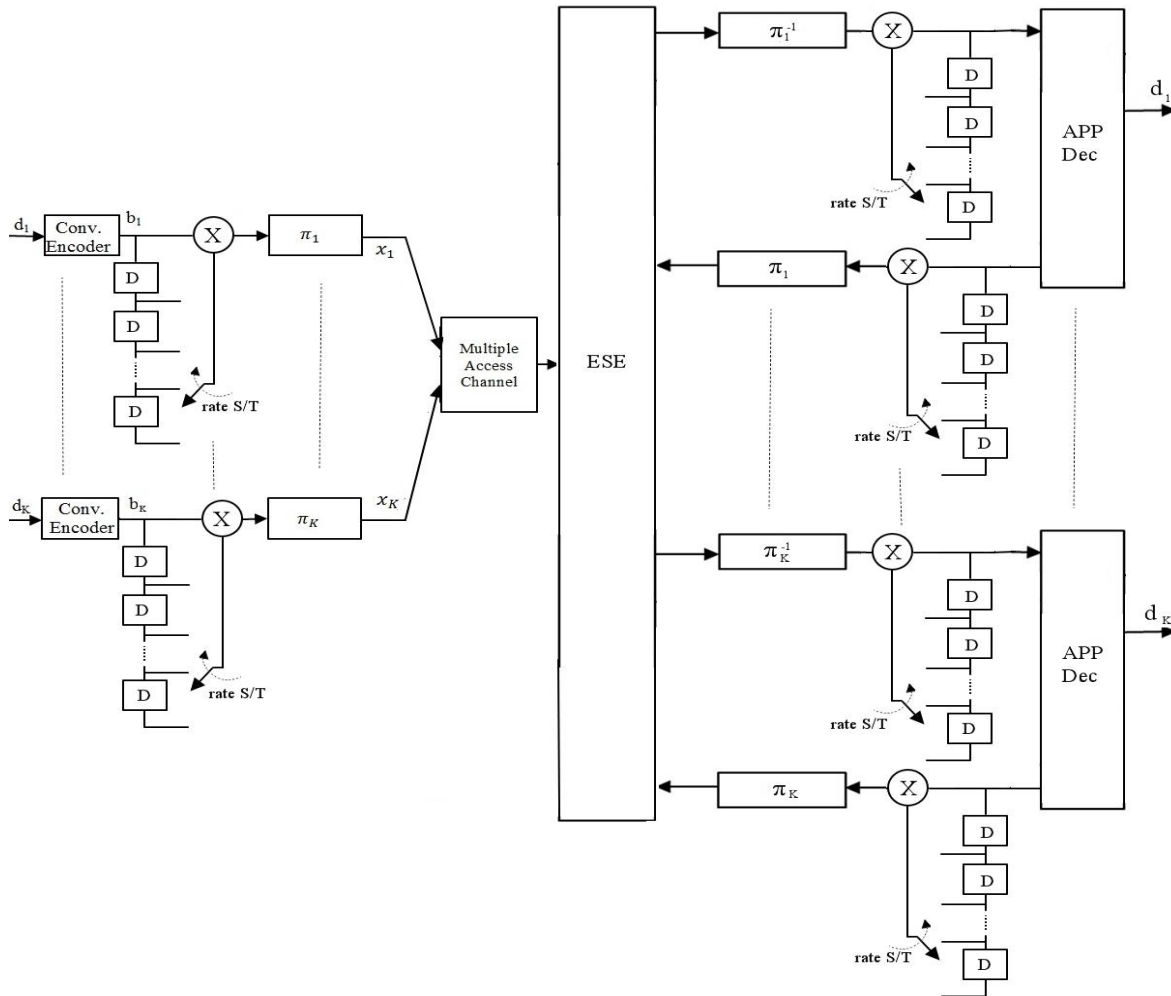 d₁
Conv.
Encoder
b₁
X
π₁
x₁
D
D
D
rate S/T
dK
Conv.
Encoder
bK
X
πK
xK
D
D
D
rate S/T
Multiple
Access
Channel
ESE
π₁⁻¹
X
D
D
D
rate S/T
APP
Dec
d₁
π₁
X
D
D
D
rate S/T
πK⁻¹
X
D
D
D
rate S/T
APP
Dec
dK
πK
X
D
D
D
rate S/T